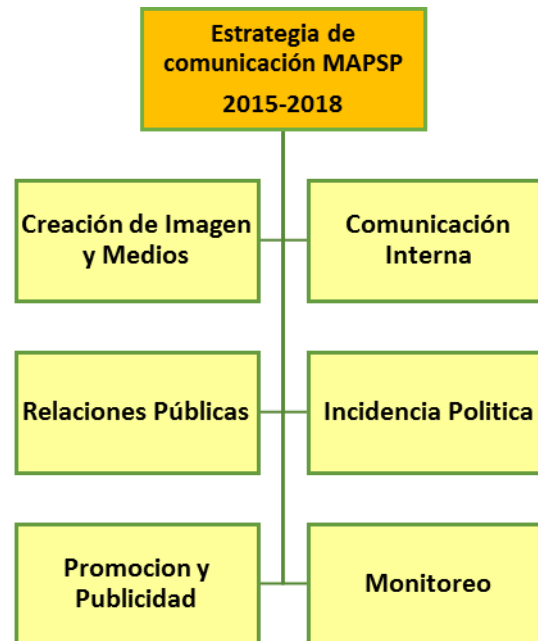 Estrategia de
comunicación MAPSP
2015-2018
Creación de Imagen
y Medios
Comunicación
Interna
Relaciones Públicas
Incidencia Politica
Promocion y
Publicidad
Monitoreo